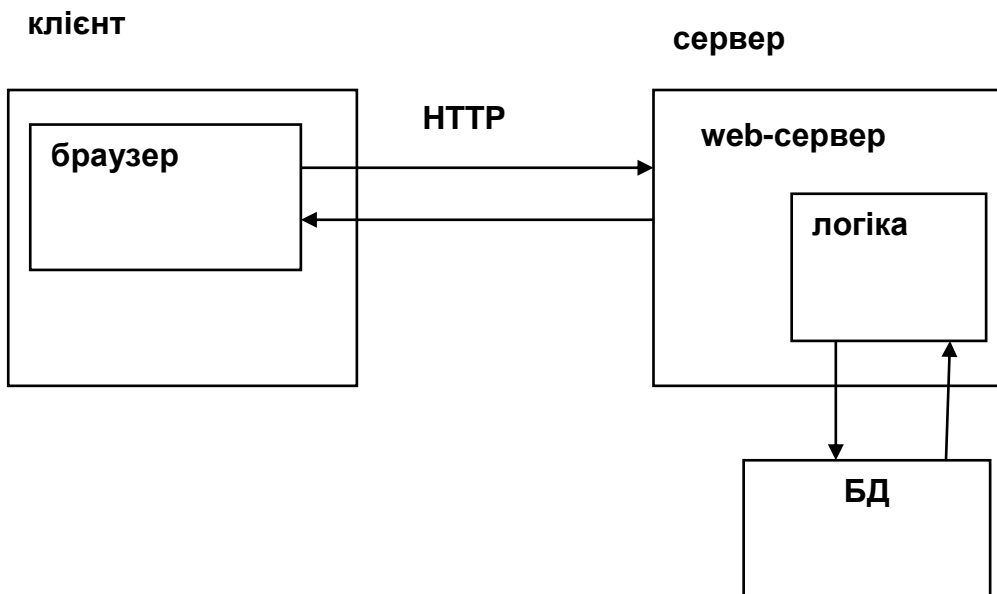 клієнт
сервер
HTTP
браузер
web-сервер
логіка
БД